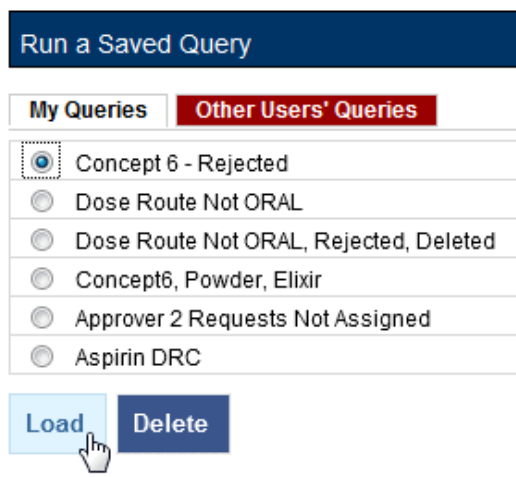 Run a Saved Query
My Queries Other Users' Queries
Concept 6 - Rejected
Dose Route Not ORAL
Dose Route Not ORAL, Rejected, Deleted
Concept6, Powder, Elixir
Approver 2 Requests Not Assigned
Aspirin DRC
Load Delete